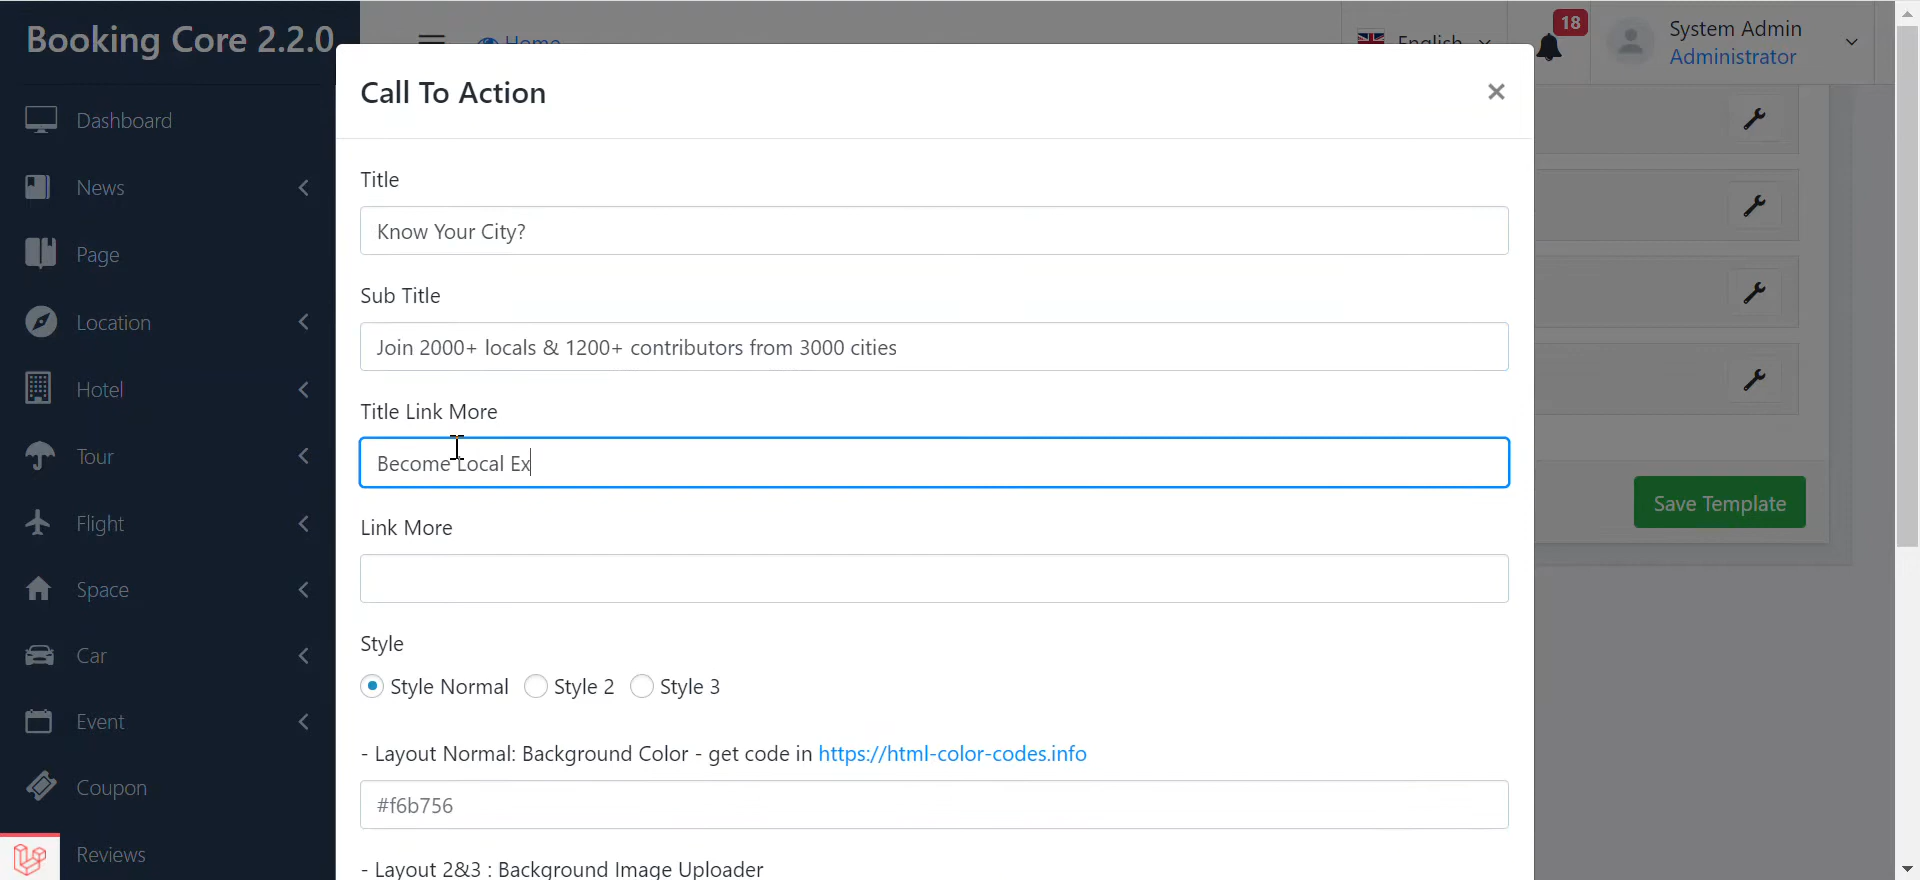 Booking Core 2.2.0
Home
English
18
System Admin
Administrator
Dashboard
News
Page
Location
Hotel
Tour
Flight
Space
Car
Event
Coupon
Reviews
Call To Action
×
Title
Know Your City?
Sub Title
Join 2000+ locals & 1200+ contributors from 3000 cities
Title Link More
Become Local Ex
Link More
Style
Style Normal Style 2 Style 3
- Layout Normal: Background Color - get code in https://html-color-codes.info
#f6b756
- Layout 2&3 : Background Image Uploader
Save Template